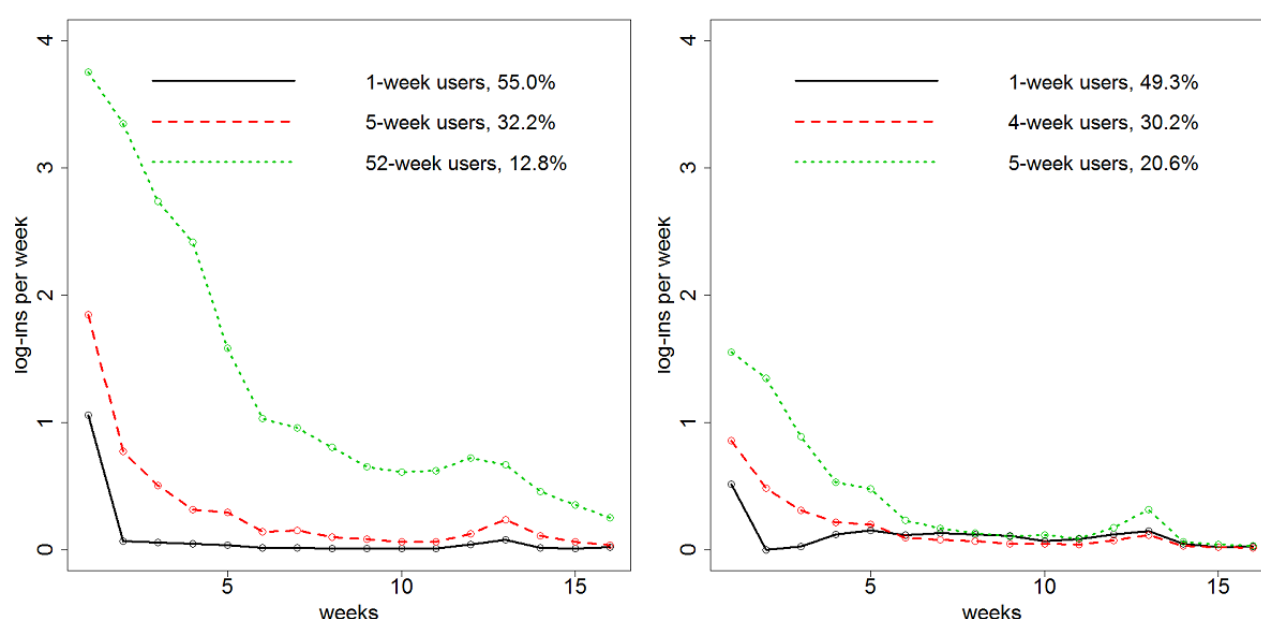 4
3
2
1
0
log-ins per week
1-week users, 55.0%
5-week users, 32.2%
52-week users, 12.8%
5
10
15
weeks
4
3
2
1
0
log-ins per week
1-week users, 49.3%
4-week users, 30.2%
5-week users, 20.6%
5
10
15
weeks